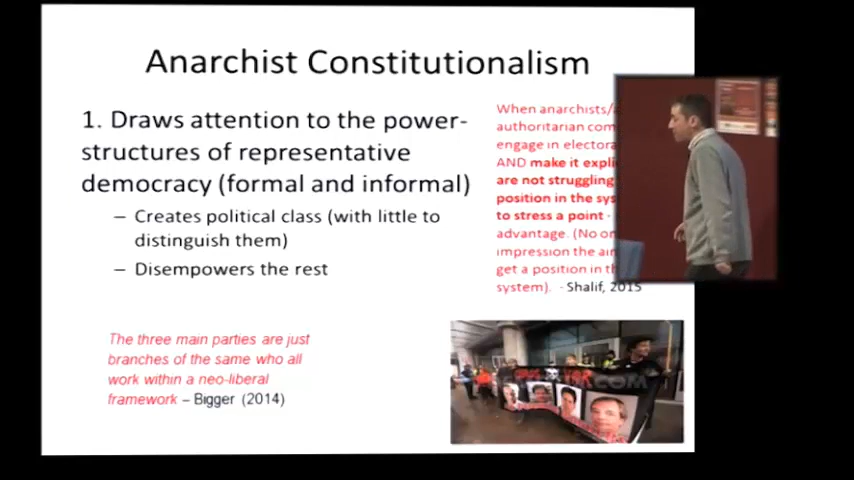 Anarchist Constitutionalism
1. Draws attention to the power-
structures of representative
democracy (formal and informal)
– Creates political class (with little to
distinguish them)
– Disempowers the rest
The three main parties are just
branches of the same who all
work within a neo-liberal
framework – Bigger (2014)
When anarchists/
authoritarian com
engage in electora
AND make it expli
are not struggling
position in the sys
to stress a point -
advantage. (No on
impression the air
get a position in th
system). - Shalif, 2015